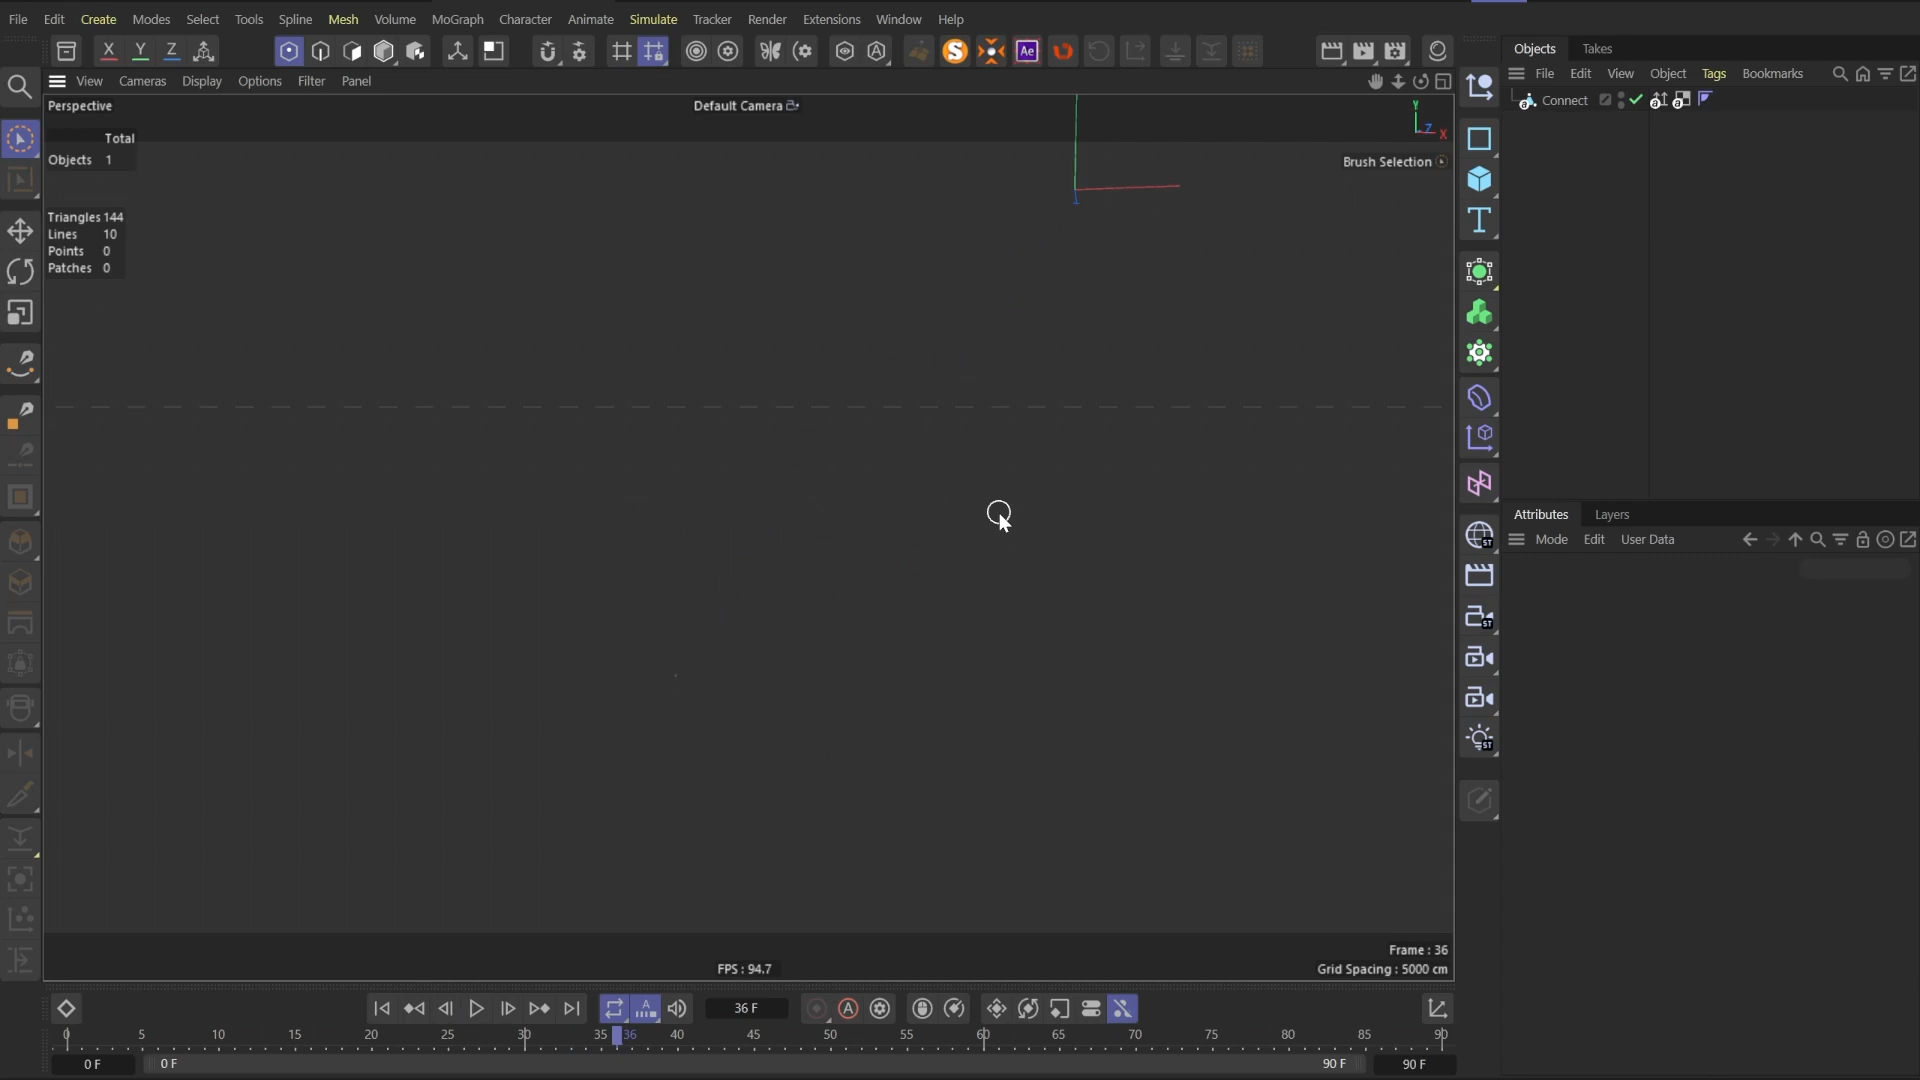 File Edit Create Modes Select Tools Spline Mesh Volume MoGraph Character Animate Simulate Tracker Render Extensions Window Help
X Y Z
S Ae
A
Objects Takes
File Edit View Object Tags Bookmarks
Connect
View Cameras Display Options Filter Panel
Perspective
Default Camera
Y
Z X
Total
Objects 1
Brush Selection
Triangles 144
Lines 10
Points 0
Patches 0
T
ST
ST
ST
Attributes Layers
Mode Edit User Data
Frame : 36
FPS : 94.7
Grid Spacing : 5000 cm
A
36 F
A
0 5 10 15 20 25 30 35 36 40 45 50 55 60 65 70 75 80 85 90
0 F
0 F
90 F
90 F